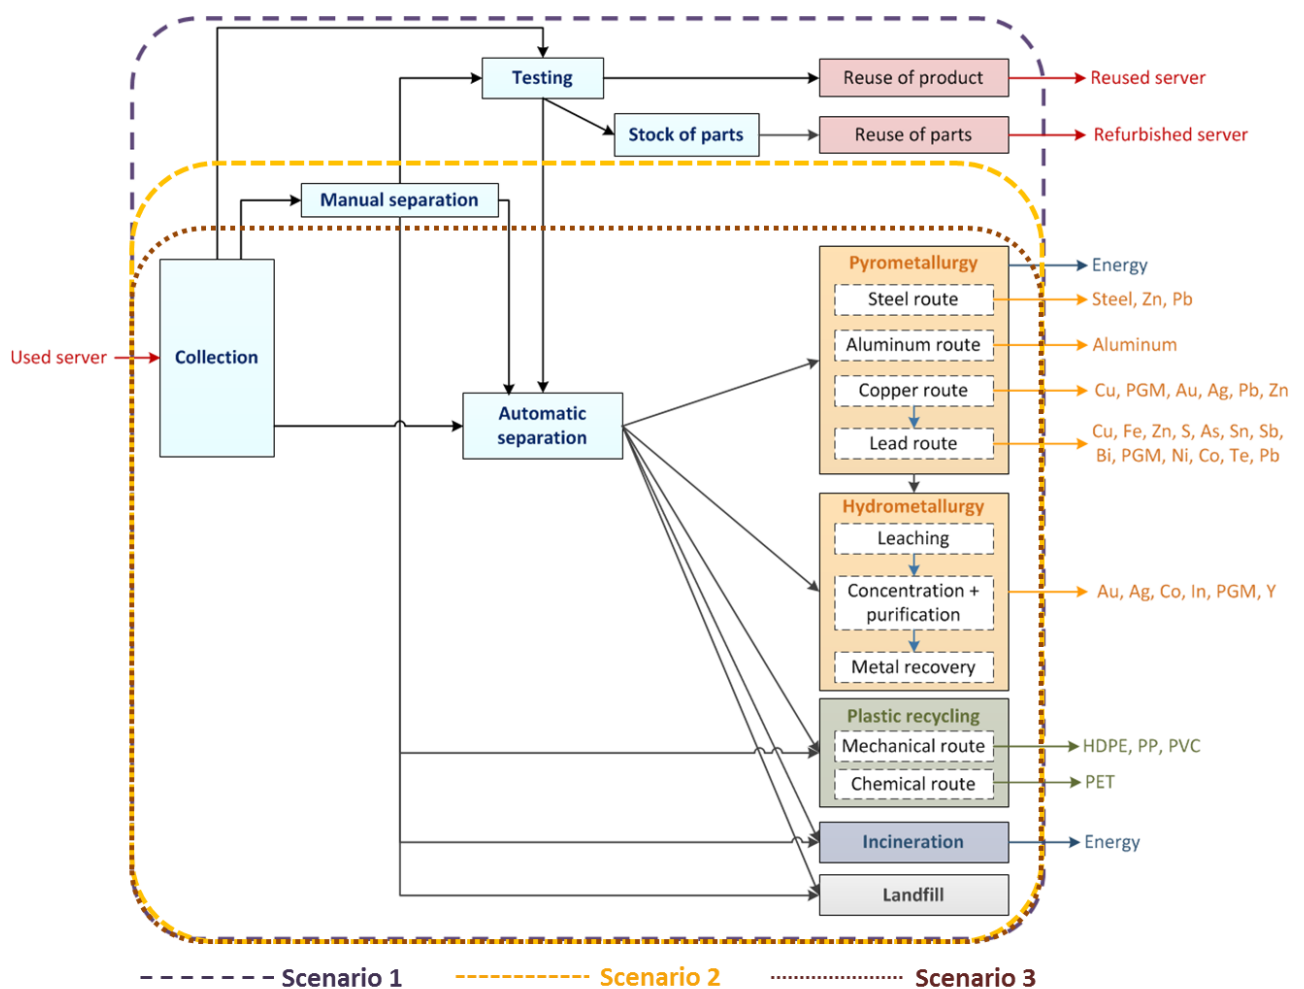 Testing
Reuse of product
Reused server
Stock of parts
Reuse of parts
Refurbished server
Manual separation
Used server
Collection
Automatic
separation
Pyrometallurgy
Energy
Steel route
Steel, Zn, Pb
Aluminum route
Aluminum
Copper route
Cu, PGM, Au, Ag, Pb, Zn
Lead route
Cu, Fe, Zn, S, As, Sn, Sb,
Bi, PGM, Ni, Co, Te, Pb
Hydrometallurgy
Leaching
Concentration +
purification
Au, Ag, Co, In, PGM, Y
Metal recovery
Plastic recycling
Mechanical route
HDPE, PP, PVC
Chemical route
PET
Incineration
Energy
Landfill
Scenario 1
Scenario 2
Scenario 3